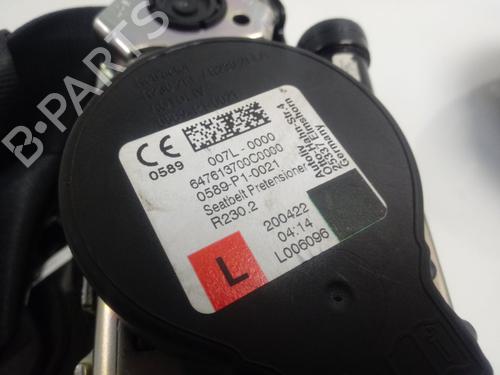 B-PARTS
CE
0589
007L - 0000
647613700C0000
0589-P1-0021
Seatbelt Pretensioner
R230.2
Autoliv
Otto-Hahn-Str. 4
25337 Elmshorn
Germany
200422
04:14
L006096
L